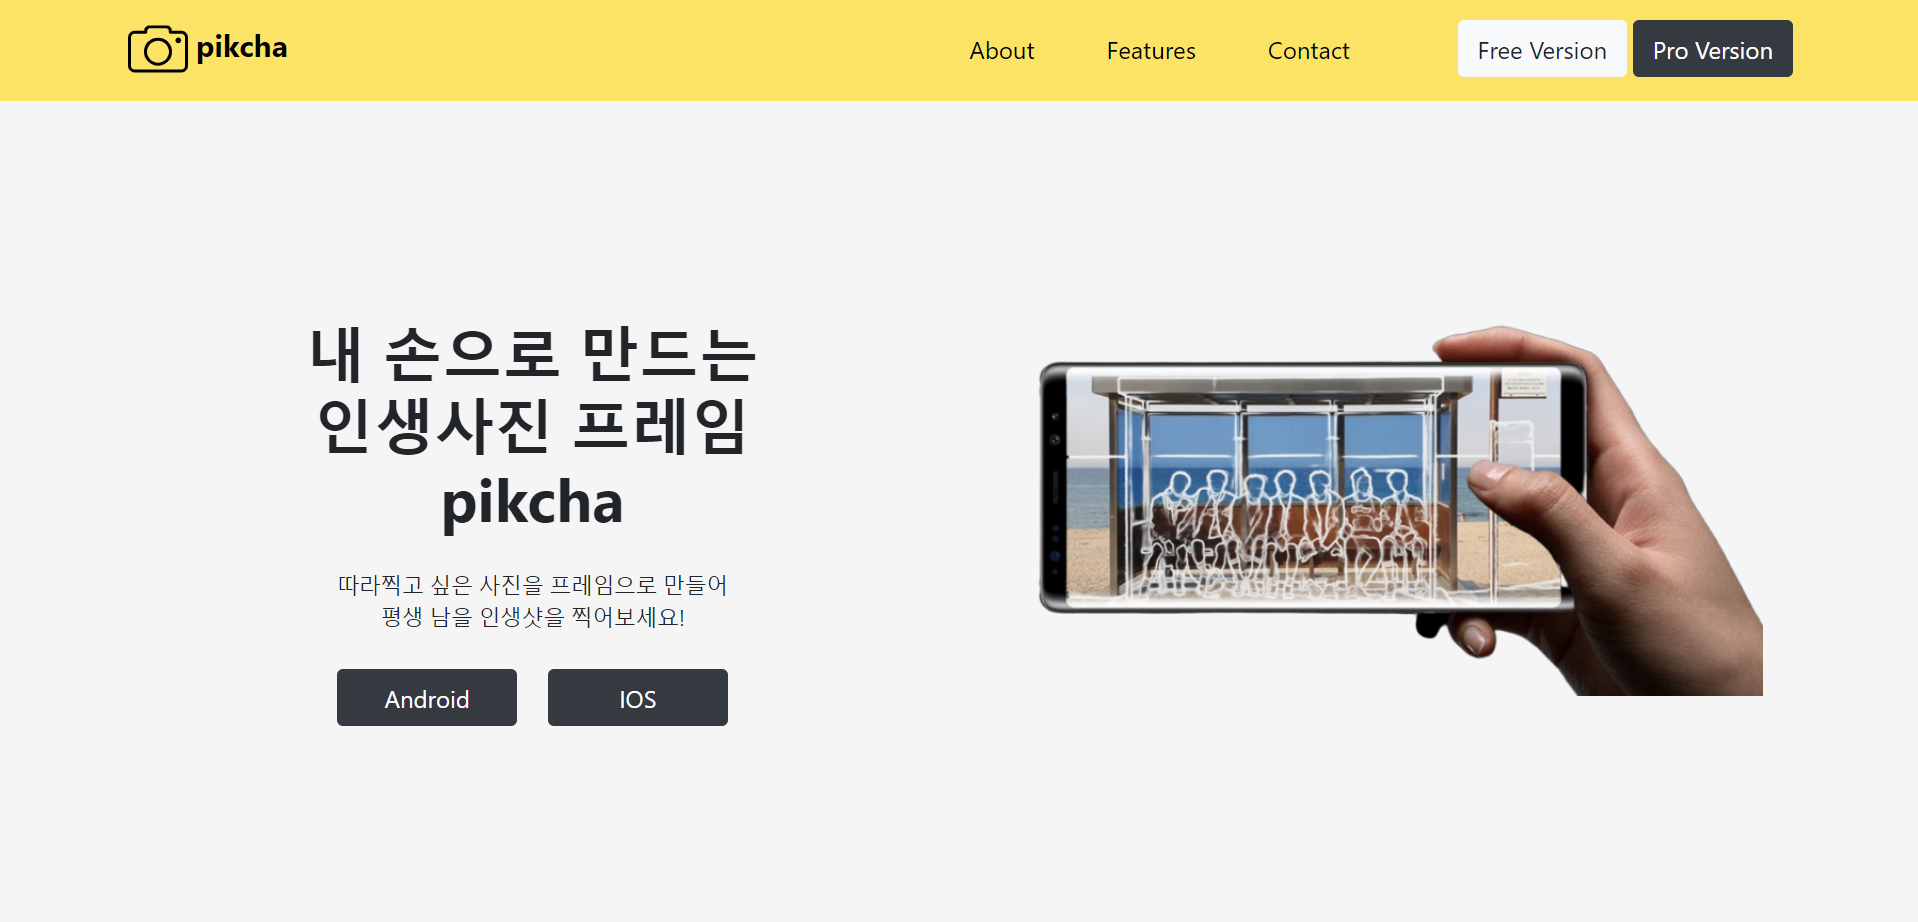 pikcha
About
Features
Contact
Free Version
Pro Version
내 손으로 만드는
인생사진 프레임
pikcha
따라찍고 싶은 사진을 프레임으로 만들어
평생 남을 인생샷을 찍어보세요!
Android
IOS